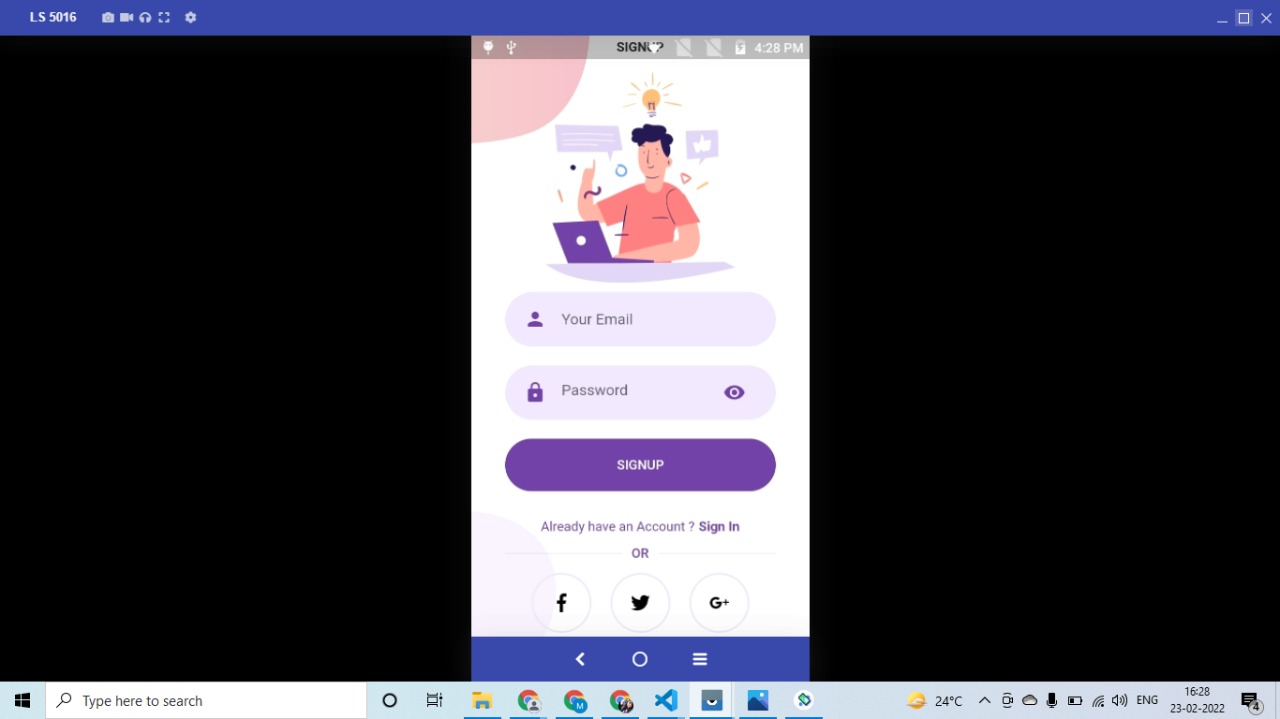 LS 5016
SIGNUP
4:28 PM
Your Email
Password
SIGNUP
Already have an Account ? Sign In
OR
G+
Type here to search
M
24°C
ENG
16:28
23-02-2022
4